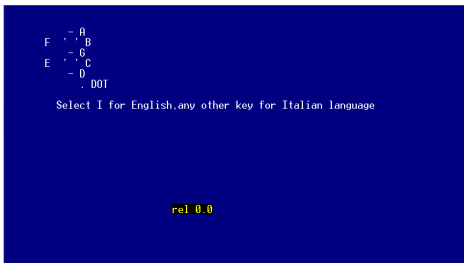 - A
F ' ' B
- G
E ' ' C
- D
. DOT
Select I for English,any other key for Italian language
rel 0.0